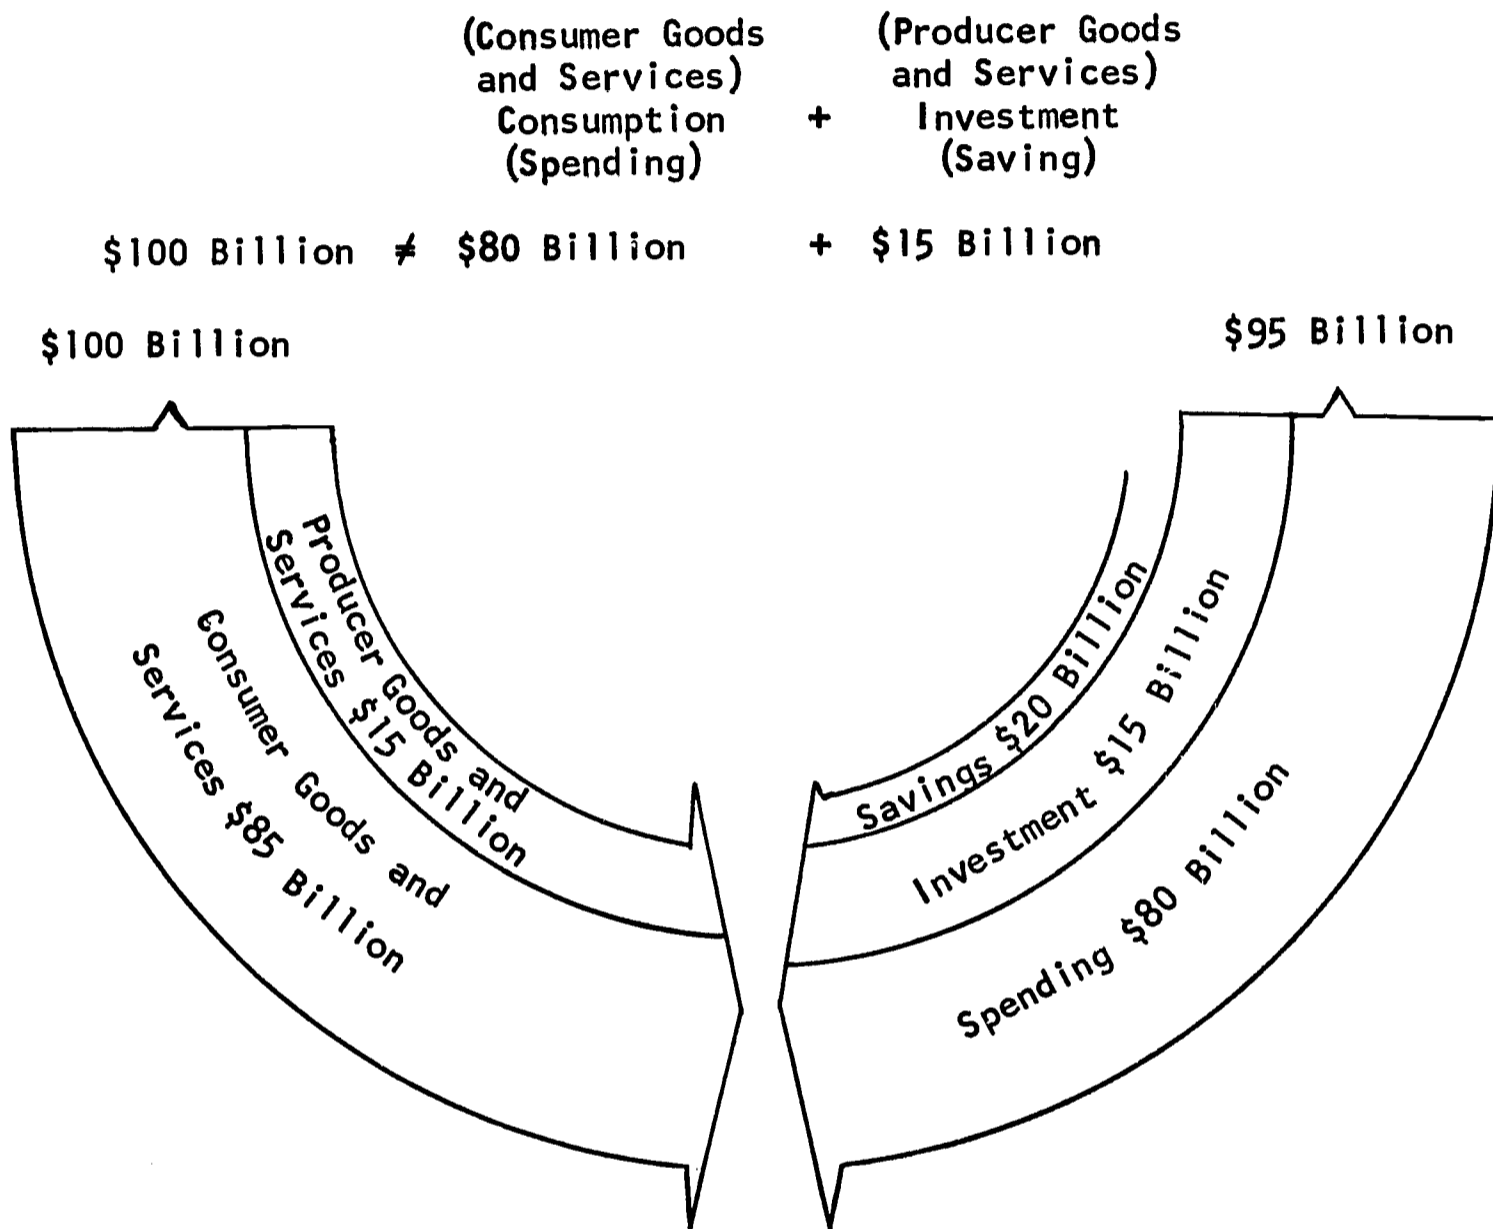 (Consumer Goods (Producer Goods
and Services) and Services)
Consumption + Investment
(Spending) (Saving)
$100 Billion ≠ $80 Billion + $15 Billion
$100 Billion
$95 Billion
Producer Goods and
Services $15 Billion
Consumer Goods and
Services $85 Billion
Savings $20 Billion
Investment $15 Billion
Spending $80 Billion